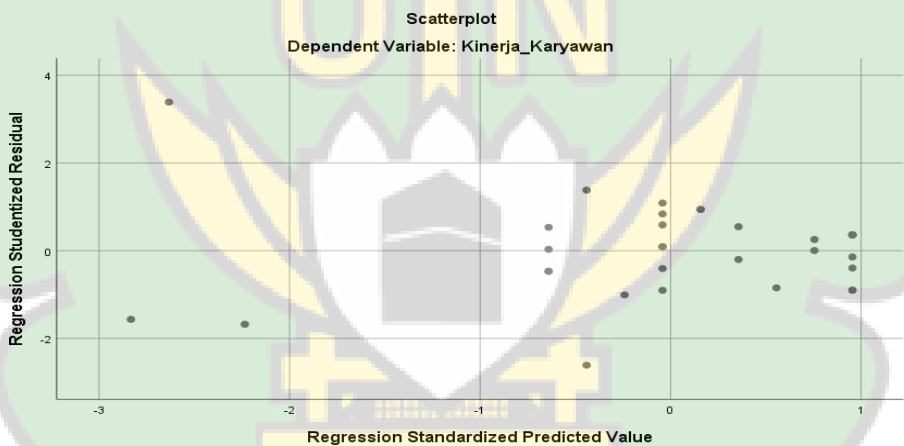 UIN
Scatterplot
Dependent Variable: Kinerja_Karyawan
Regression Studentized Residual
4
2
0
-2
-3
-2
-1
0
1
Regression Standardized Predicted Value